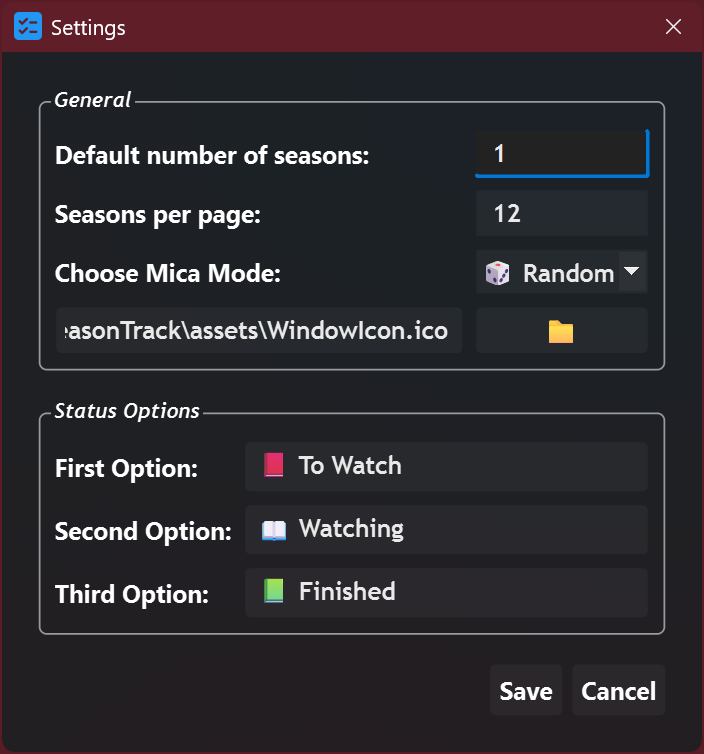 Settings
General
Default number of seasons: 1
Seasons per page: 12
Choose Mica Mode: 🎲 Random
easonTrack\assets\WindowIcon.ico 📁
Status Options
First Option: 📕 To Watch
Second Option: 📖 Watching
Third Option: 📗 Finished
Save Cancel